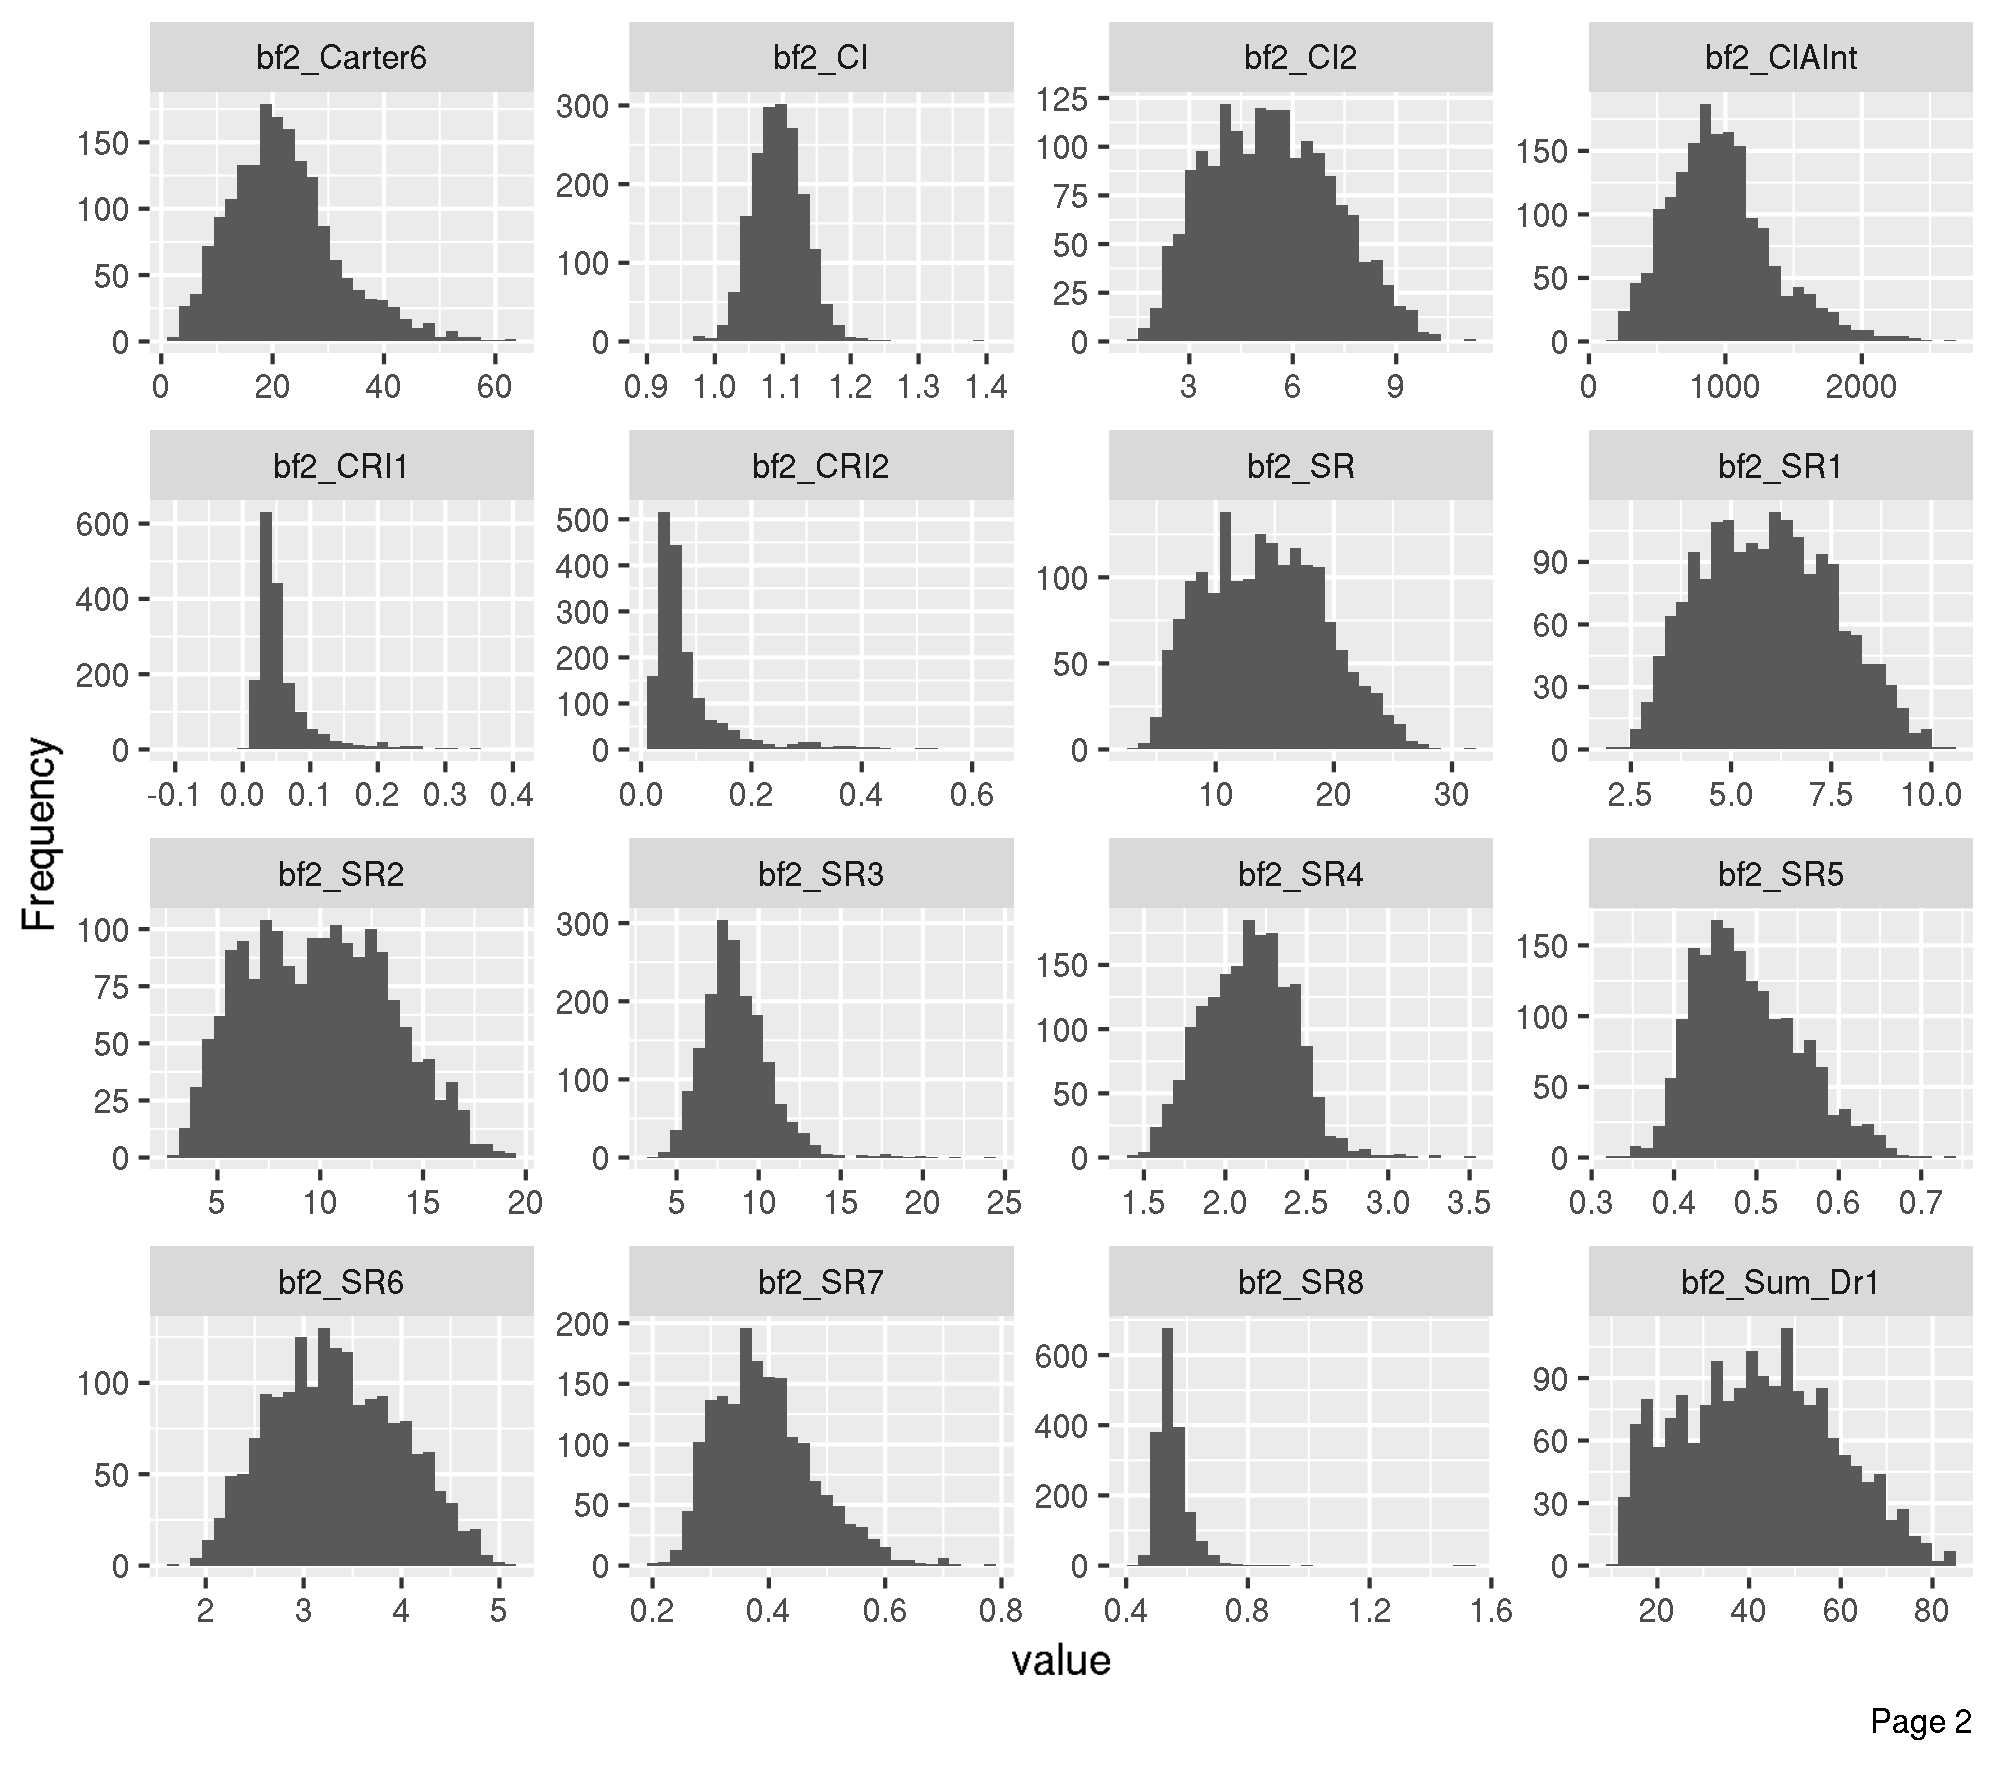 bf2_Carter6 bf2_CI bf2_CI2 bf2_CIAInt
150 100 50 0
0 20 40 60
300 200 100 0
0.9 1.0 1.1 1.2 1.3 1.4
125 100 75 50 25 0
3 6 9
150 100 50 0
0 1000 2000
bf2_CRI1 bf2_CRI2 bf2_SR bf2_SR1
600 400 200 0
-0.1 0.0 0.1 0.2 0.3 0.4
500 400 300 200 100 0
0.0 0.2 0.4 0.6
100 50 0
10 20 30
90 60 30 0
2.5 5.0 7.5 10.0
bf2_SR2 bf2_SR3 bf2_SR4 bf2_SR5
100 75 50 25 0
5 10 15 20
300 200 100 0
5 10 15 20 25
150 100 50 0
1.5 2.0 2.5 3.0 3.5
150 100 50 0
0.3 0.4 0.5 0.6 0.7
bf2_SR6 bf2_SR7 bf2_SR8 bf2_Sum_Dr1
100 50 0
2 3 4 5
200 150 100 50 0
0.2 0.4 0.6 0.8
600 400 200 0
0.4 0.8 1.2 1.6
90 60 30 0
20 40 60 80
Frequency
value
Page 2